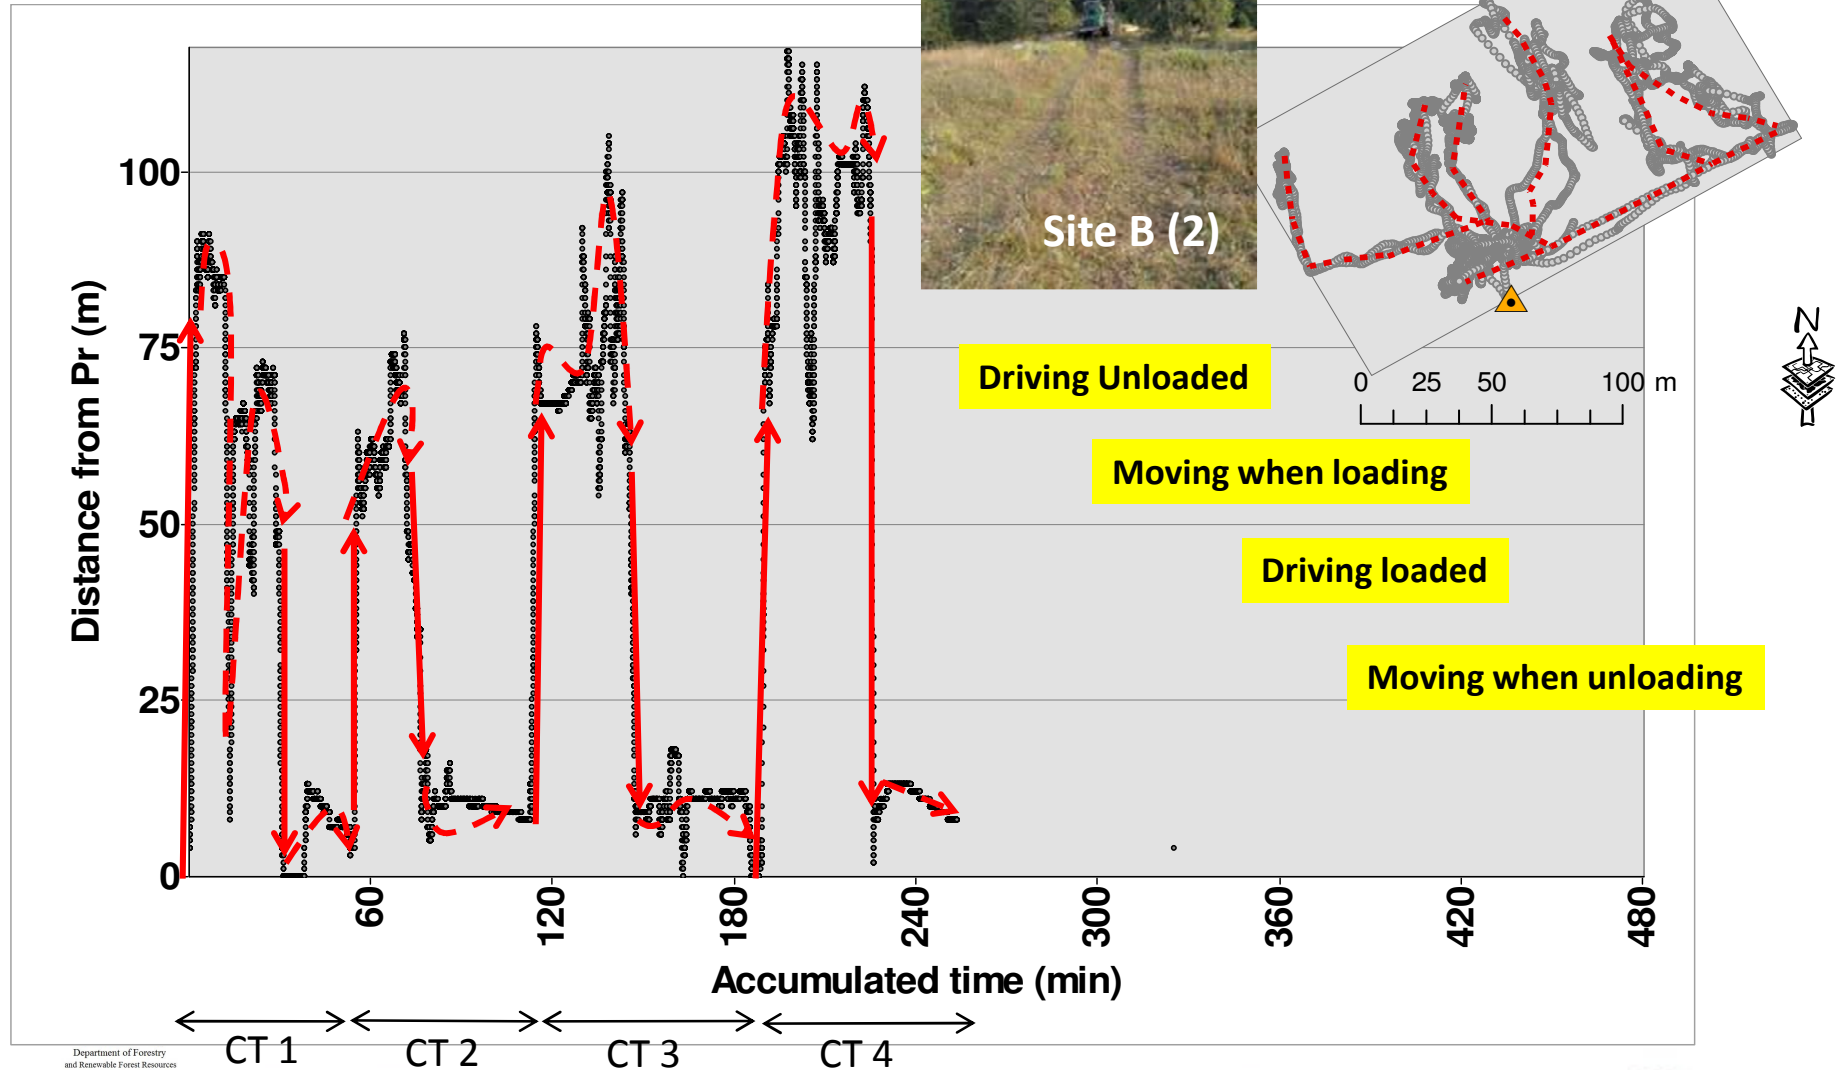 Site B (2)
N
0 25 50 100 m
Distance from Pr (m)
100
75
50
25
0
Driving Unloaded
Moving when loading
Driving loaded
Moving when unloading
60 120 180 240 300 360 420 480
Accumulated time (min)
CT 1 CT 2 CT 3 CT 4
Department of Forestry
and Renewable Forest Resources